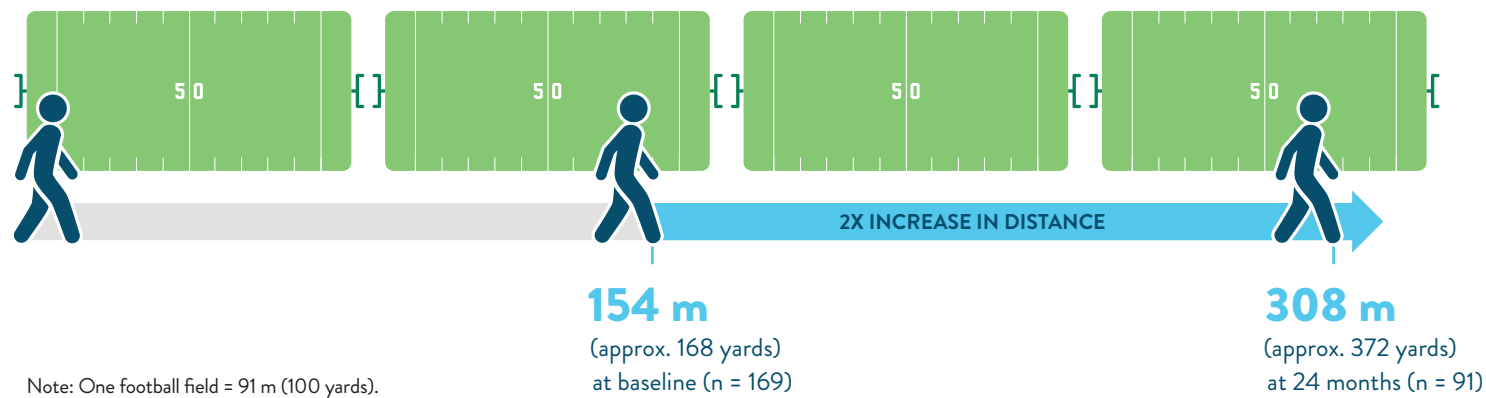 50 50 50 50
2X INCREASE IN DISTANCE
154 m
(approx. 168 yards)
at baseline (n = 169)
308 m
(approx. 372 yards)
at 24 months (n = 91)
Note: One football field = 91 m (100 yards).